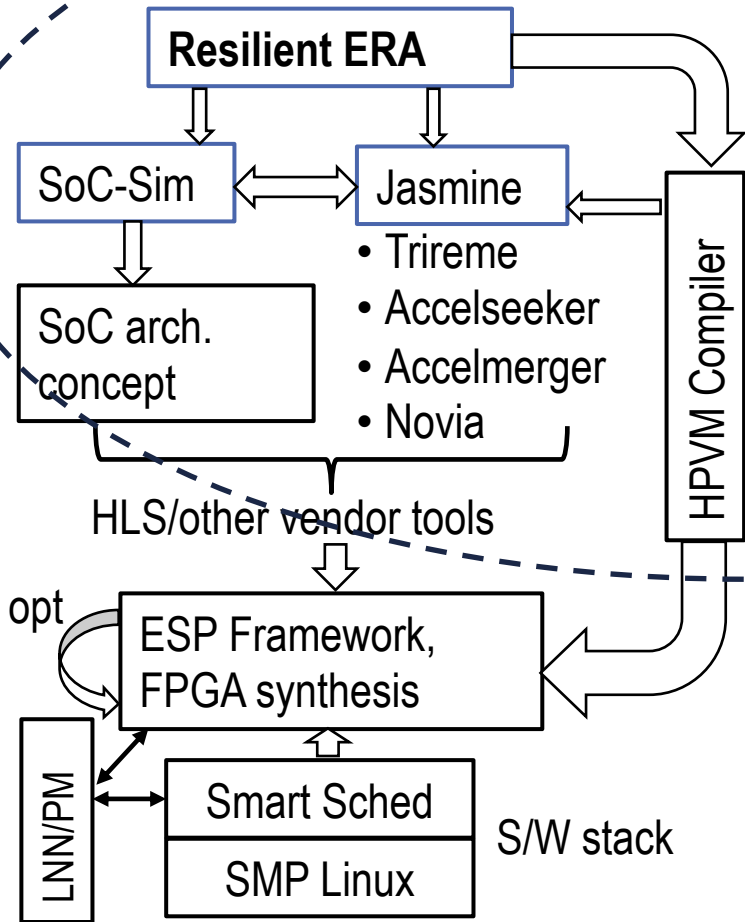 Resilient ERA
SoC-Sim
Jasmine
• Trireme
• Accelseeker
• Accelmerger
• Novia
SoC arch.
concept
HPVM Compiler
HLS/other vendor tools
opt
ESP Framework,
FPGA synthesis
LNN/PM
Smart Sched
SMP Linux
S/W stack